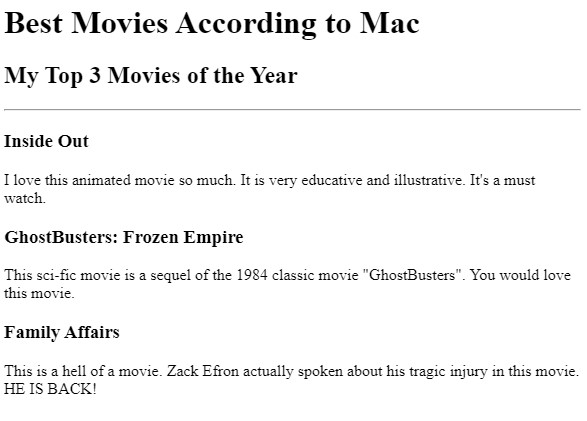 Best Movies According to Mac
My Top 3 Movies of the Year
Inside Out
I love this animated movie so much. It is very educative and illustrative. It's a must
watch.
GhostBusters: Frozen Empire
This sci-fic movie is a sequel of the 1984 classic movie "GhostBusters". You would love
this movie.
Family Affairs
This is a hell of a movie. Zack Efron actually spoken about his tragic injury in this movie.
HE IS BACK!